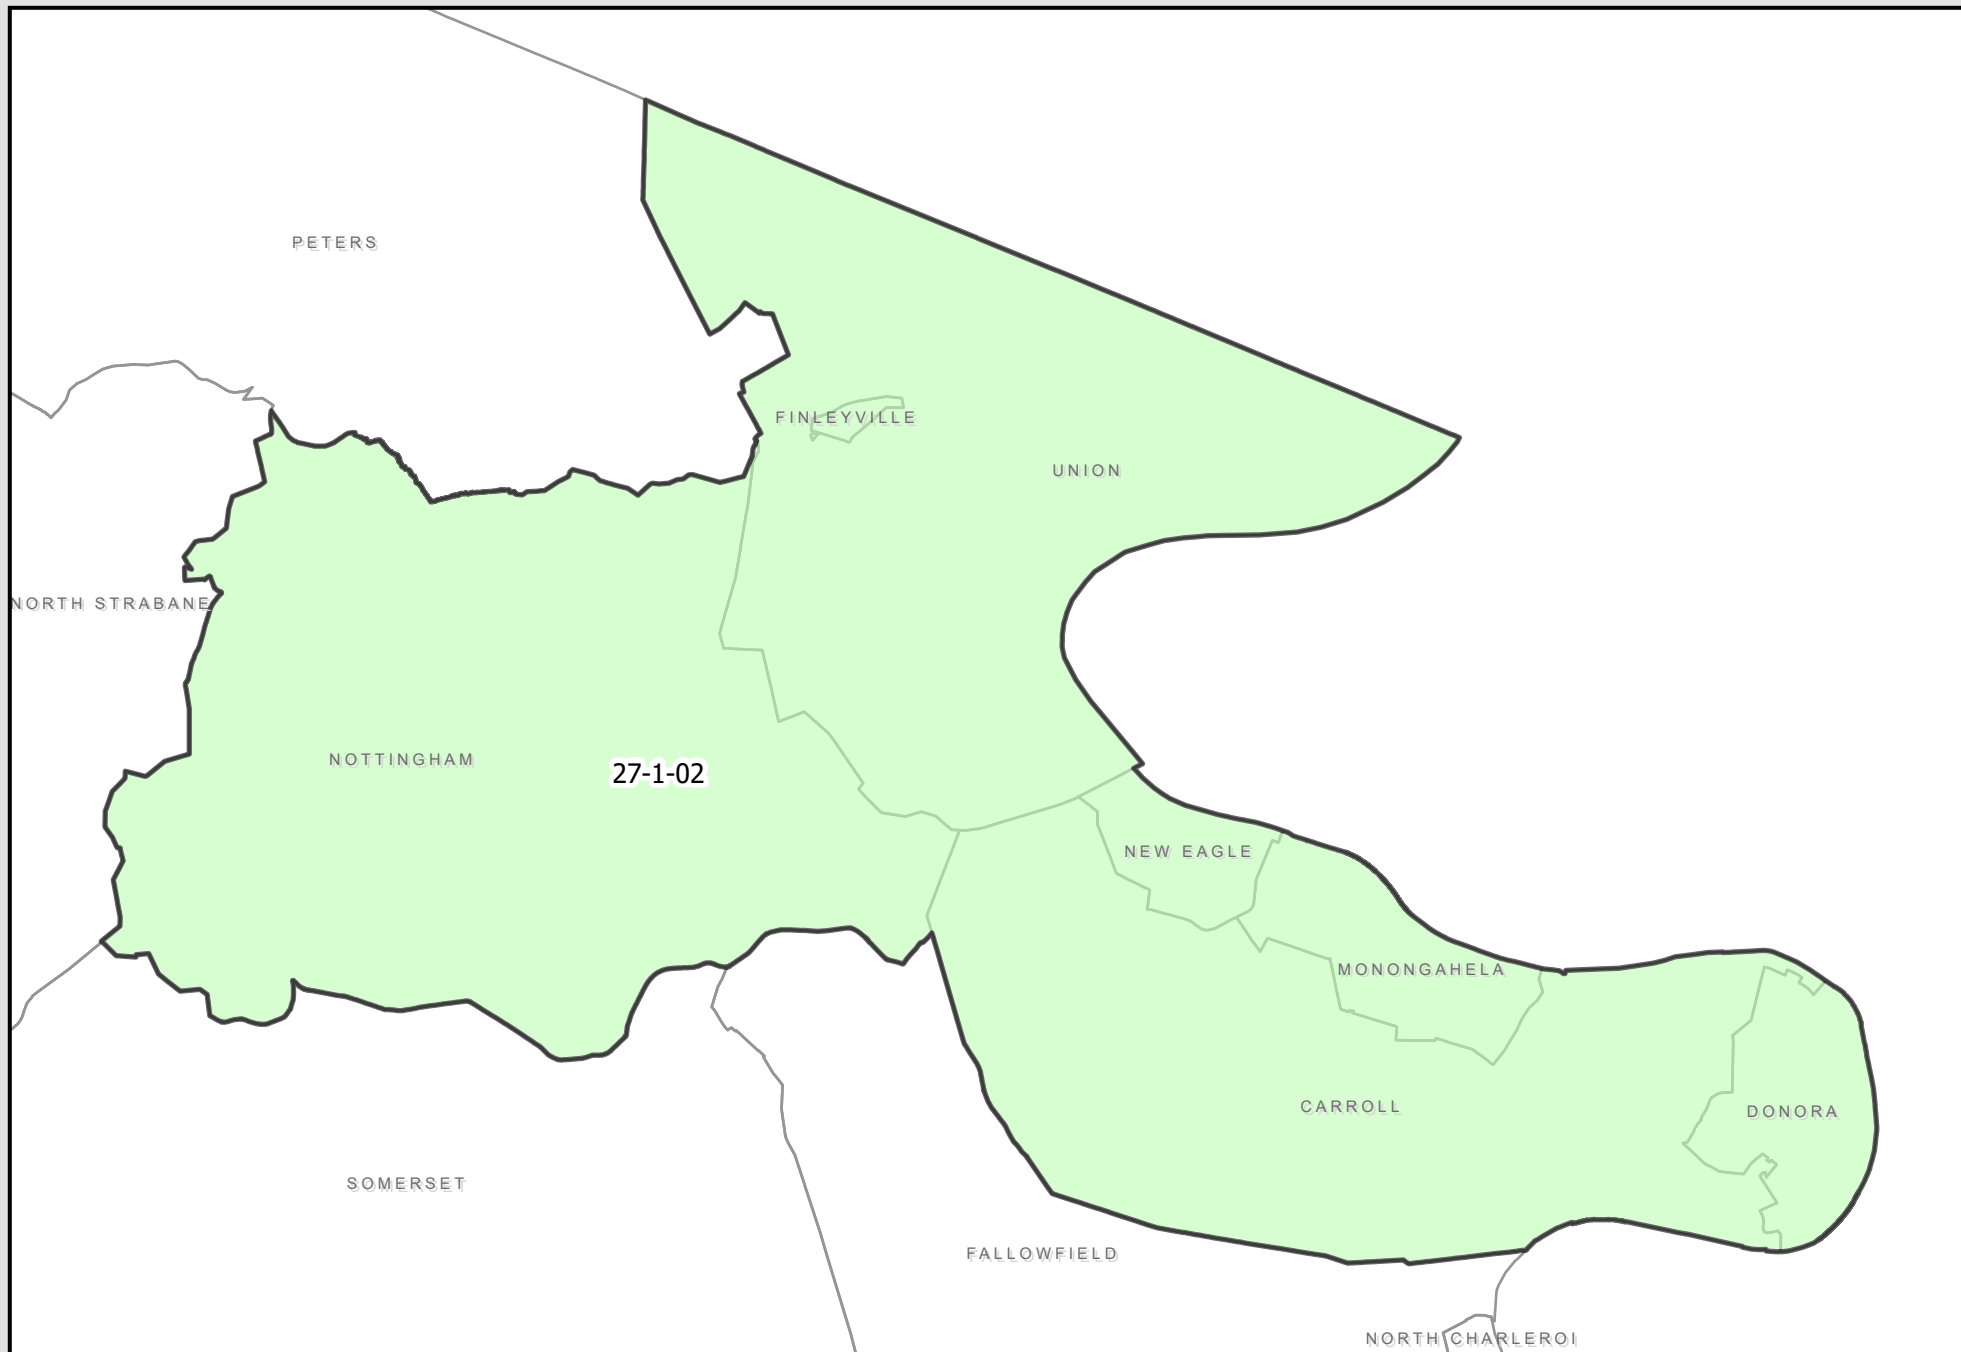 PETERS
FINLEYVILLE
UNION
NORTH STRABANE
NOTTINGHAM
27-1-02
NEW EAGLE
MONONGAHELA
CARROLL
DONORA
SOMERSET
FALLOWFIELD
NORTH CHARLEROI